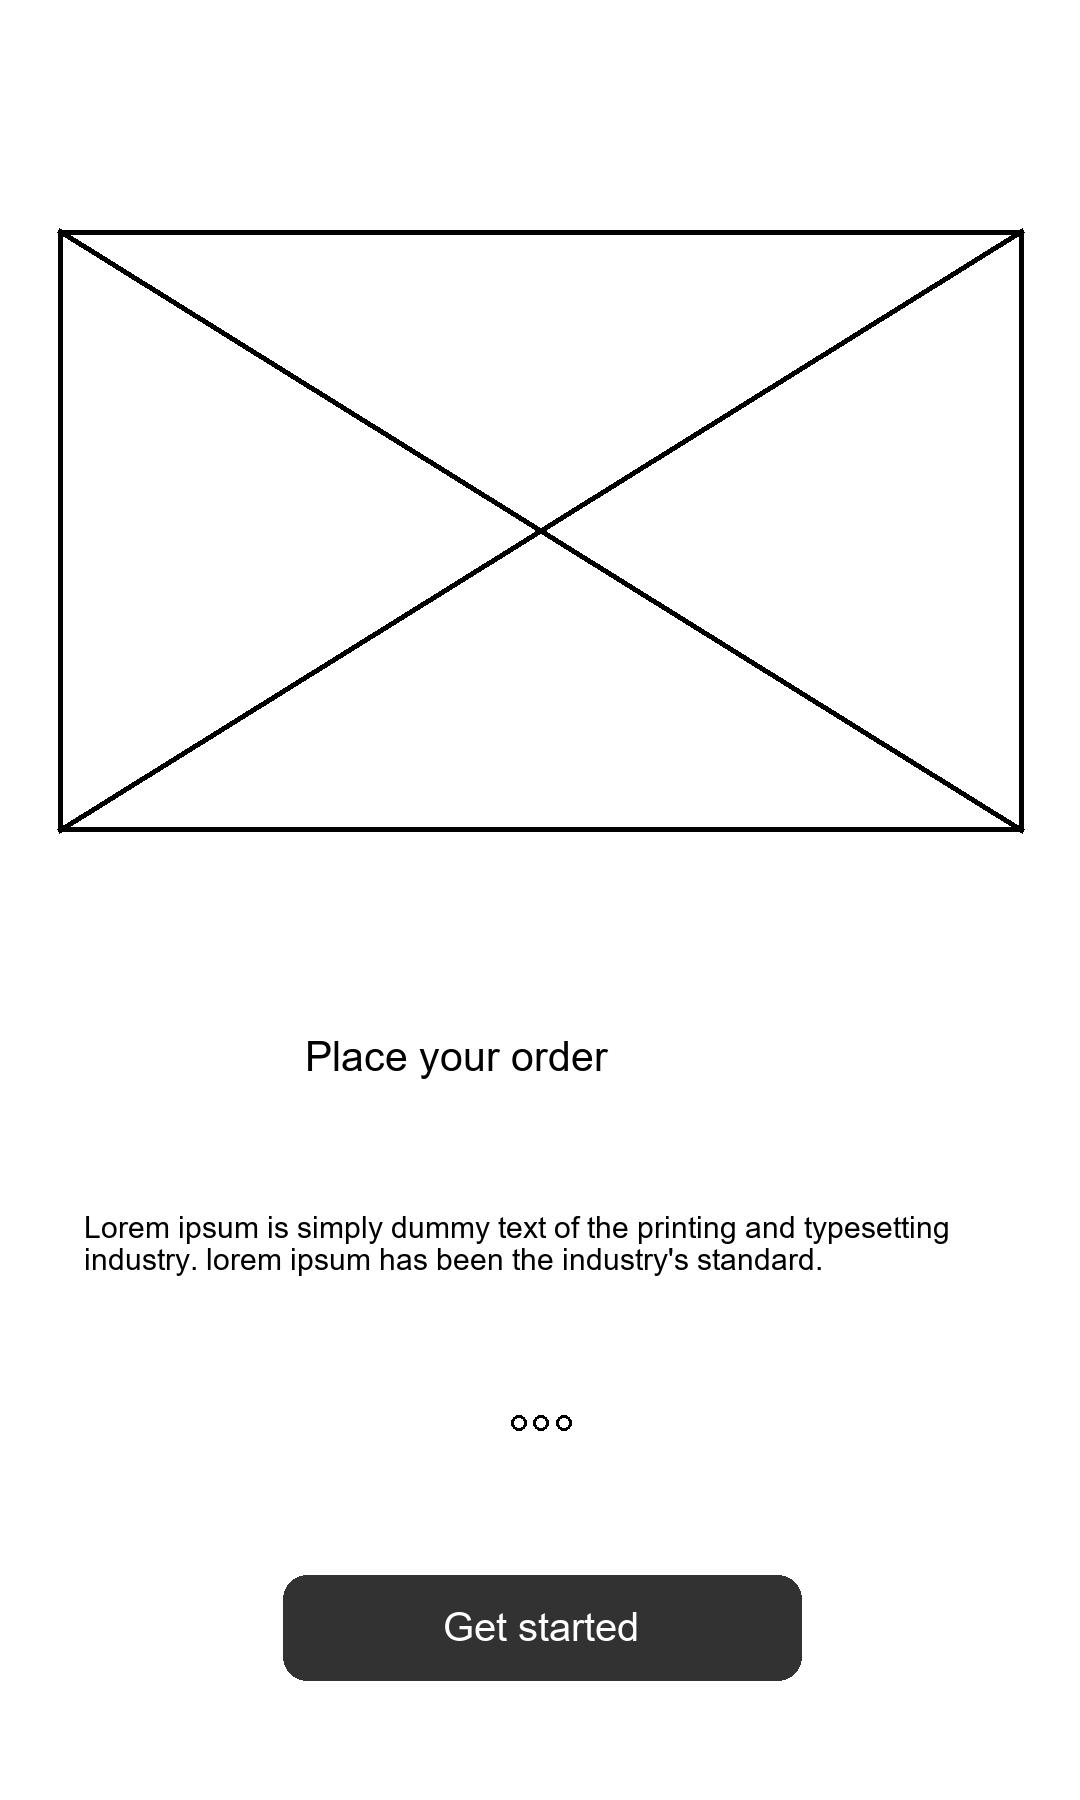 Place your order
Lorem ipsum is simply dummy text of the printing and typesetting
industry. lorem ipsum has been the industry's standard.
Get started